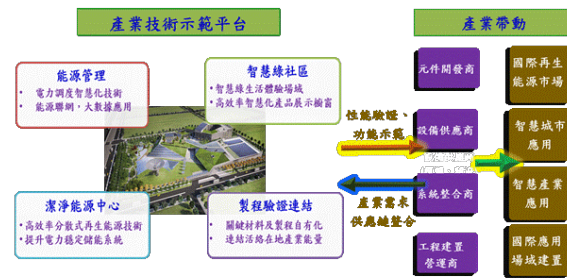 產業技術示範平台
能源管理
• 電力調度智慧化技術
• 能源聯網，大數據應用
智慧綠社區
• 智慧綠生活體驗場域
• 高效率智慧化產品展示櫥窗
潔淨能源中心
• 高效率分散式再生能源技術
• 提升電力穩定儲能系統
製程驗證連結
• 關鍵材料及製程自有化
• 連結活絡在地產業能量
性能驗證、
功能示範
產業需求
供應鏈整合
產業帶動
元件開發商
設備供應商
系統整合商
工程建置
營運商
國際再生
能源市場
智慧城市
應用
智慧產業
應用
國際應用
場域建置